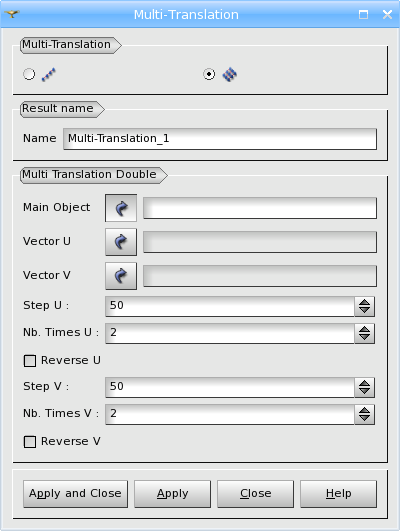 Multi-Translation
Multi-Translation
Result name
Name Multi-Translation_1
Multi Translation Double
Main Object
Vector U
Vector V
Step U : 50
Nb. Times U : 2
Reverse U
Step V : 50
Nb. Times V : 2
Reverse V
Apply and Close Apply Close Help